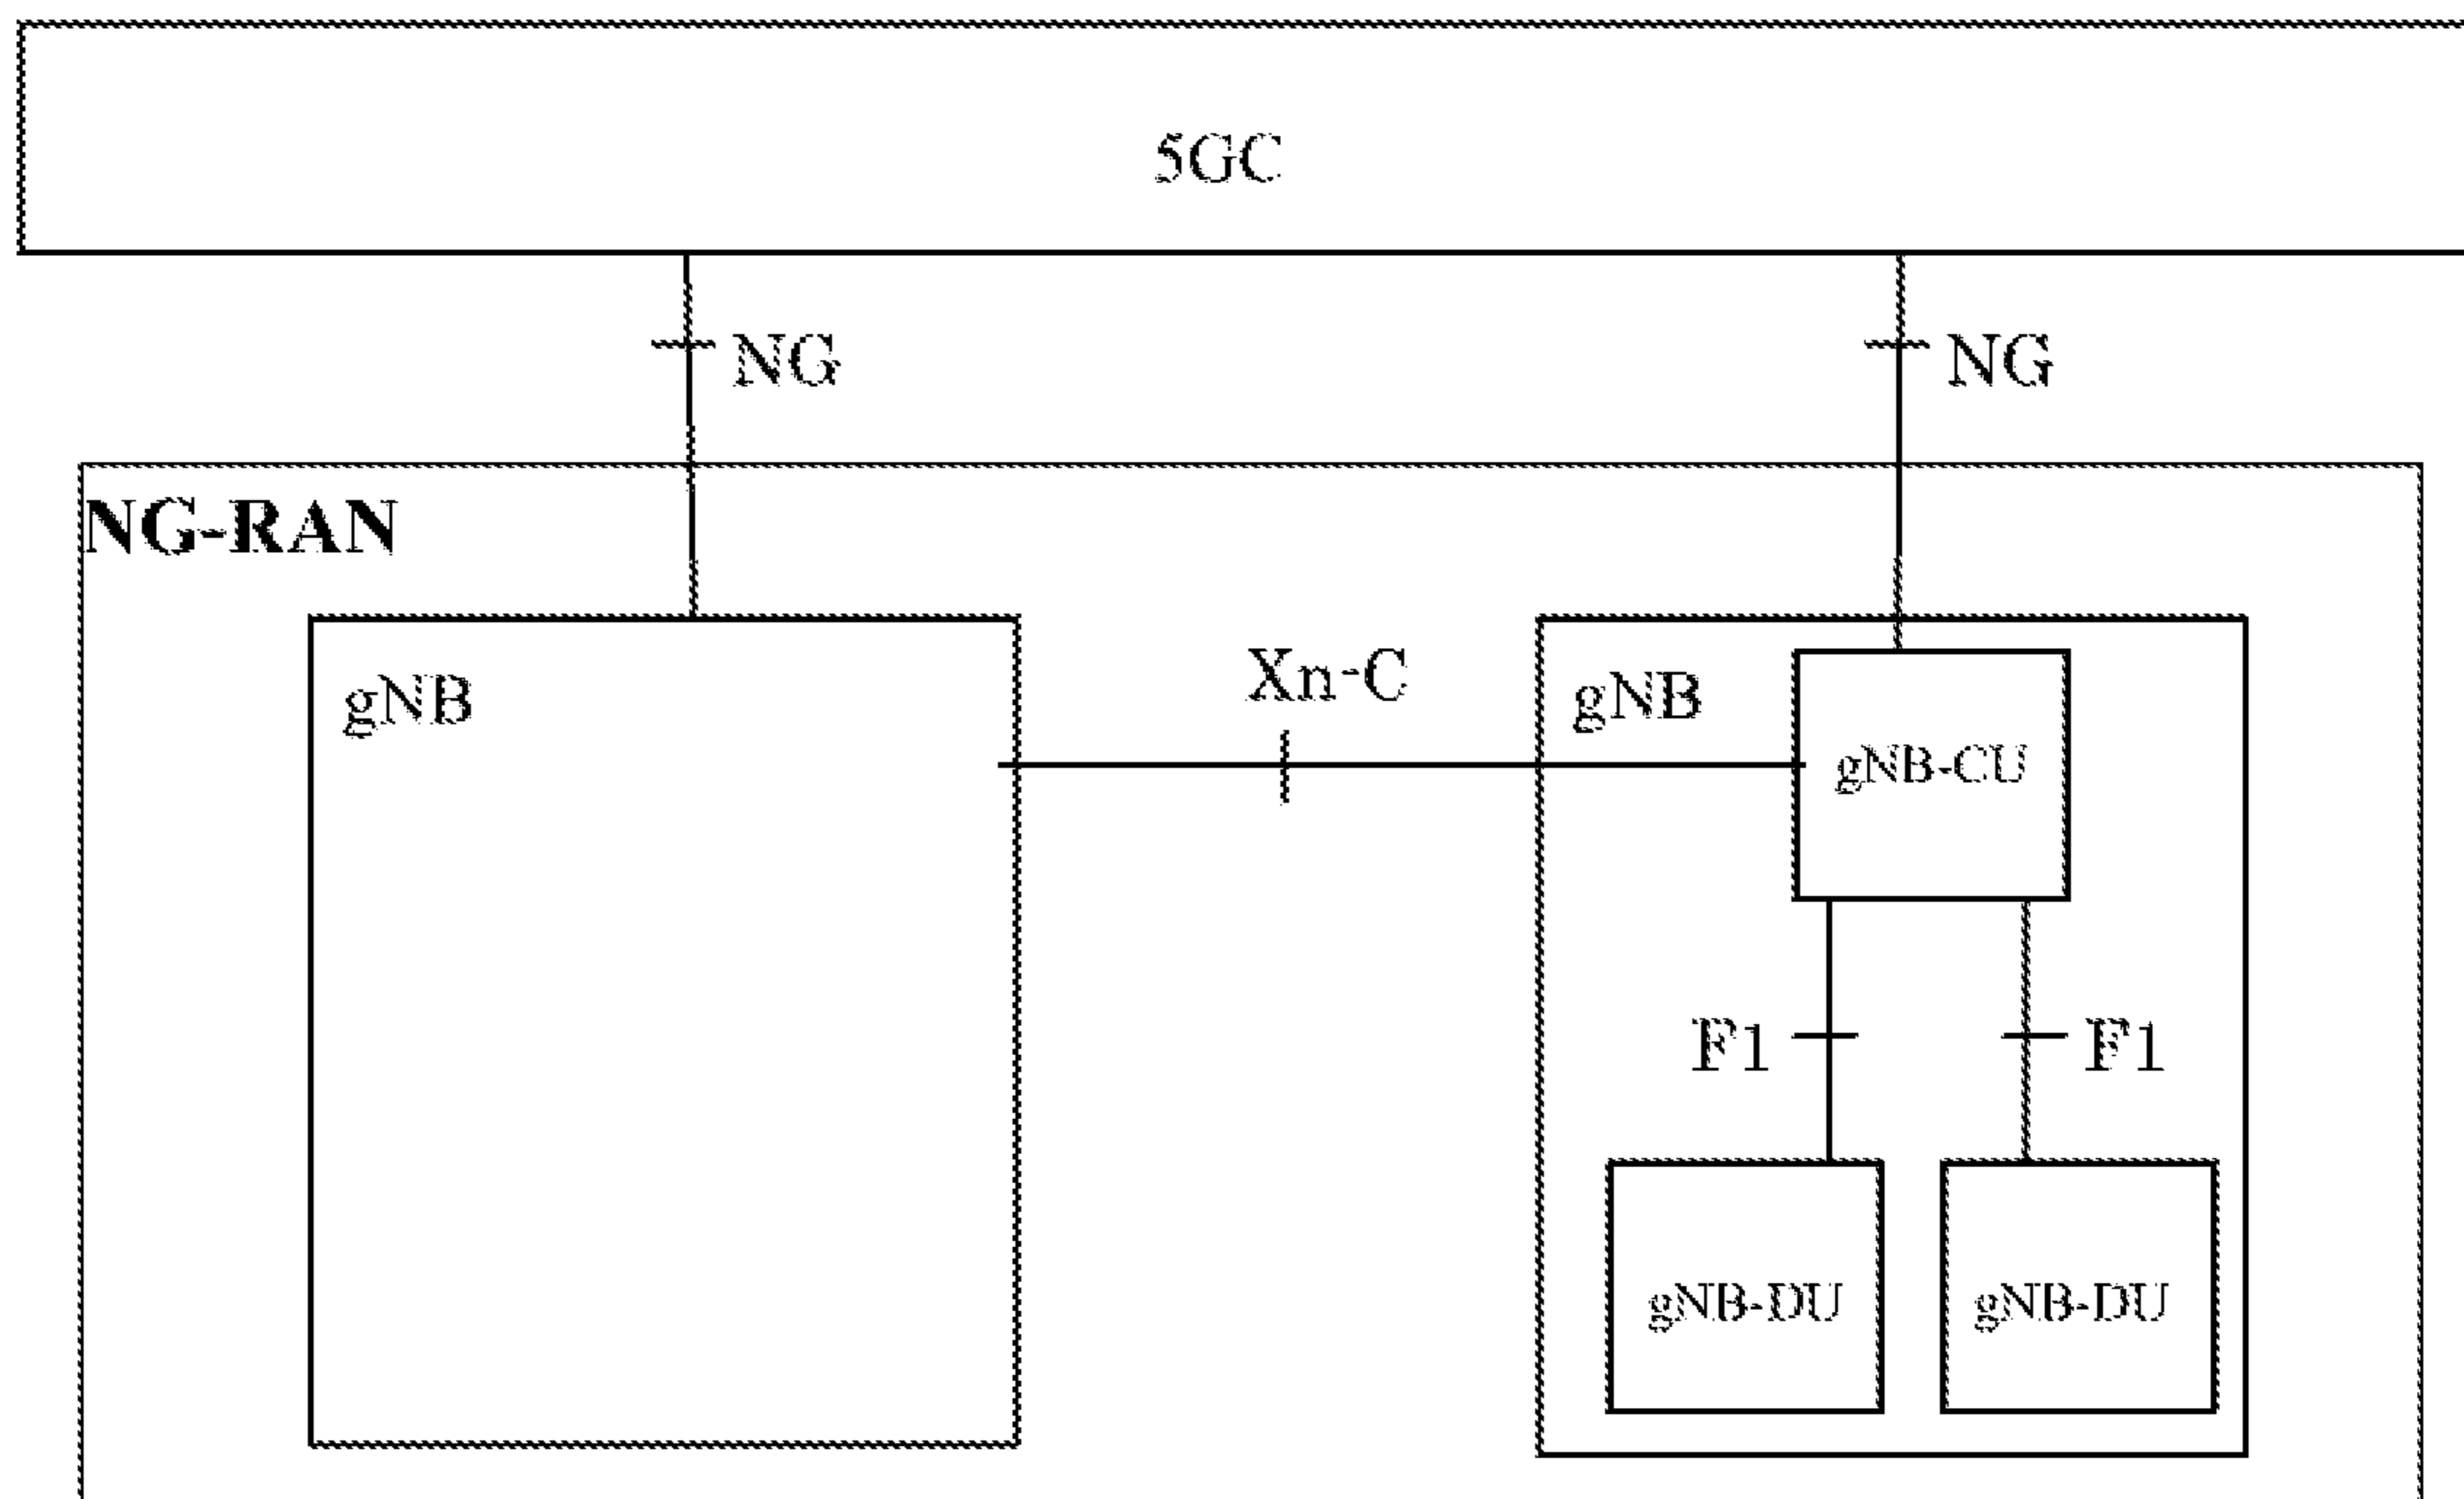 5GC
NG
NG
NG-RAN
gNB
Xn-C
gNB
gNB-CU
F1
F1
gNB-DU
gNB-DU